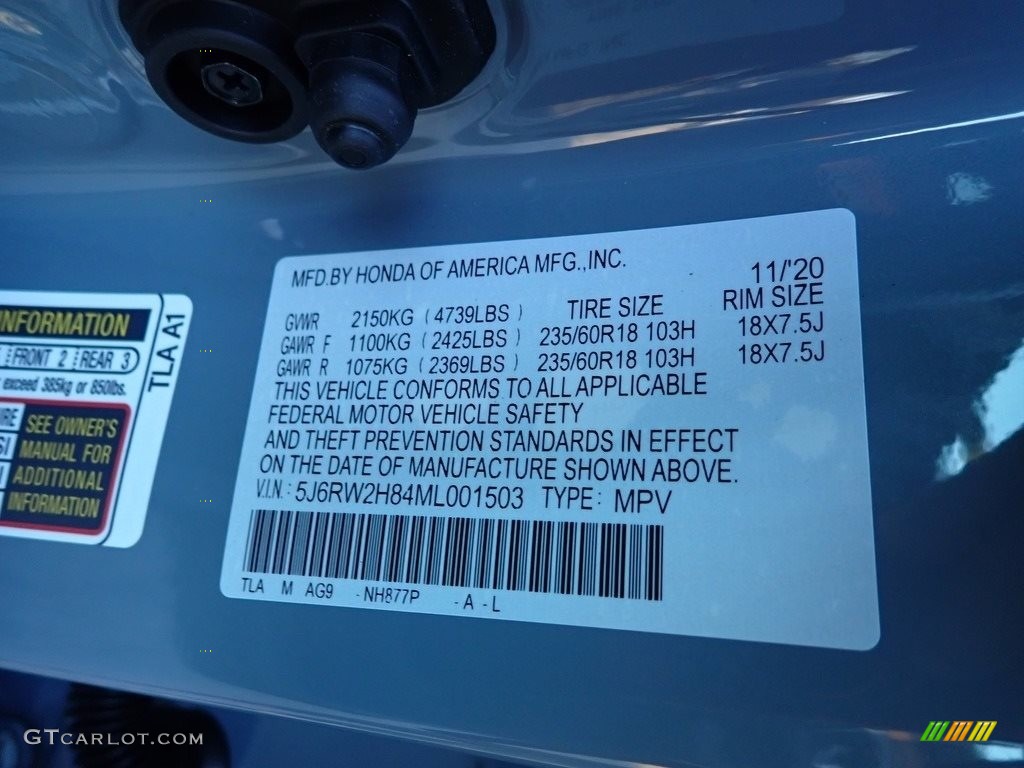 MFD.BY HONDA OF AMERICA MFG.,INC.
11/'20
GVWR 2150KG ( 4739LBS ) TIRE SIZE RIM SIZE
GAWR F 1100KG ( 2425LBS ) 235/60R18 103H 18X7.5J
GAWR R 1075KG ( 2369LBS ) 235/60R18 103H 18X7.5J
THIS VEHICLE CONFORMS TO ALL APPLICABLE
FEDERAL MOTOR VEHICLE SAFETY
AND THEFT PREVENTION STANDARDS IN EFFECT
ON THE DATE OF MANUFACTURE SHOWN ABOVE.
V.I.N.: 5J6RW2H84ML001503 TYPE: MPV
TLA M AG9 -NH877P -A -L
INFORMATION
FRONT 2 REAR 3
exceed 385kg or 850lbs.
SEE OWNER'S
MANUAL FOR
ADDITIONAL
INFORMATION
TLA A1
GTCARLOT.COM